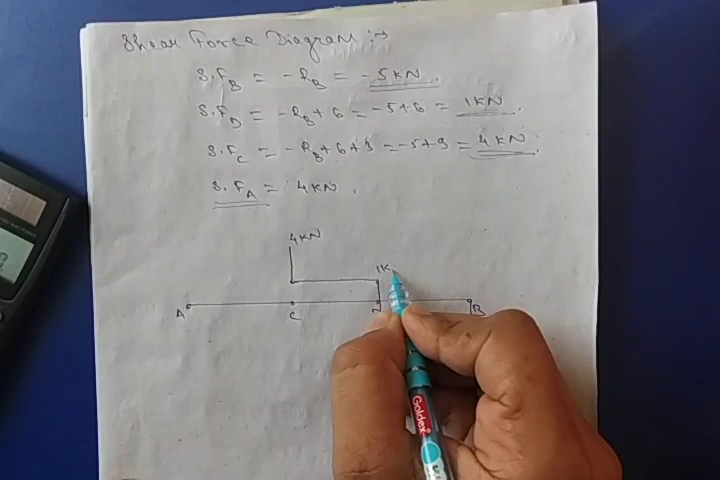 Shear Force Diagram :→
S.F_B = -R_B = -5KN.
S.F_D = -R_B + 6 = -5+6 = 1KN.
S.F_C = -R_B + 6 + 3 = -5+9 = 4KN.
S.F_A = 4KN.
4KN
1K
A C D B
Goldex